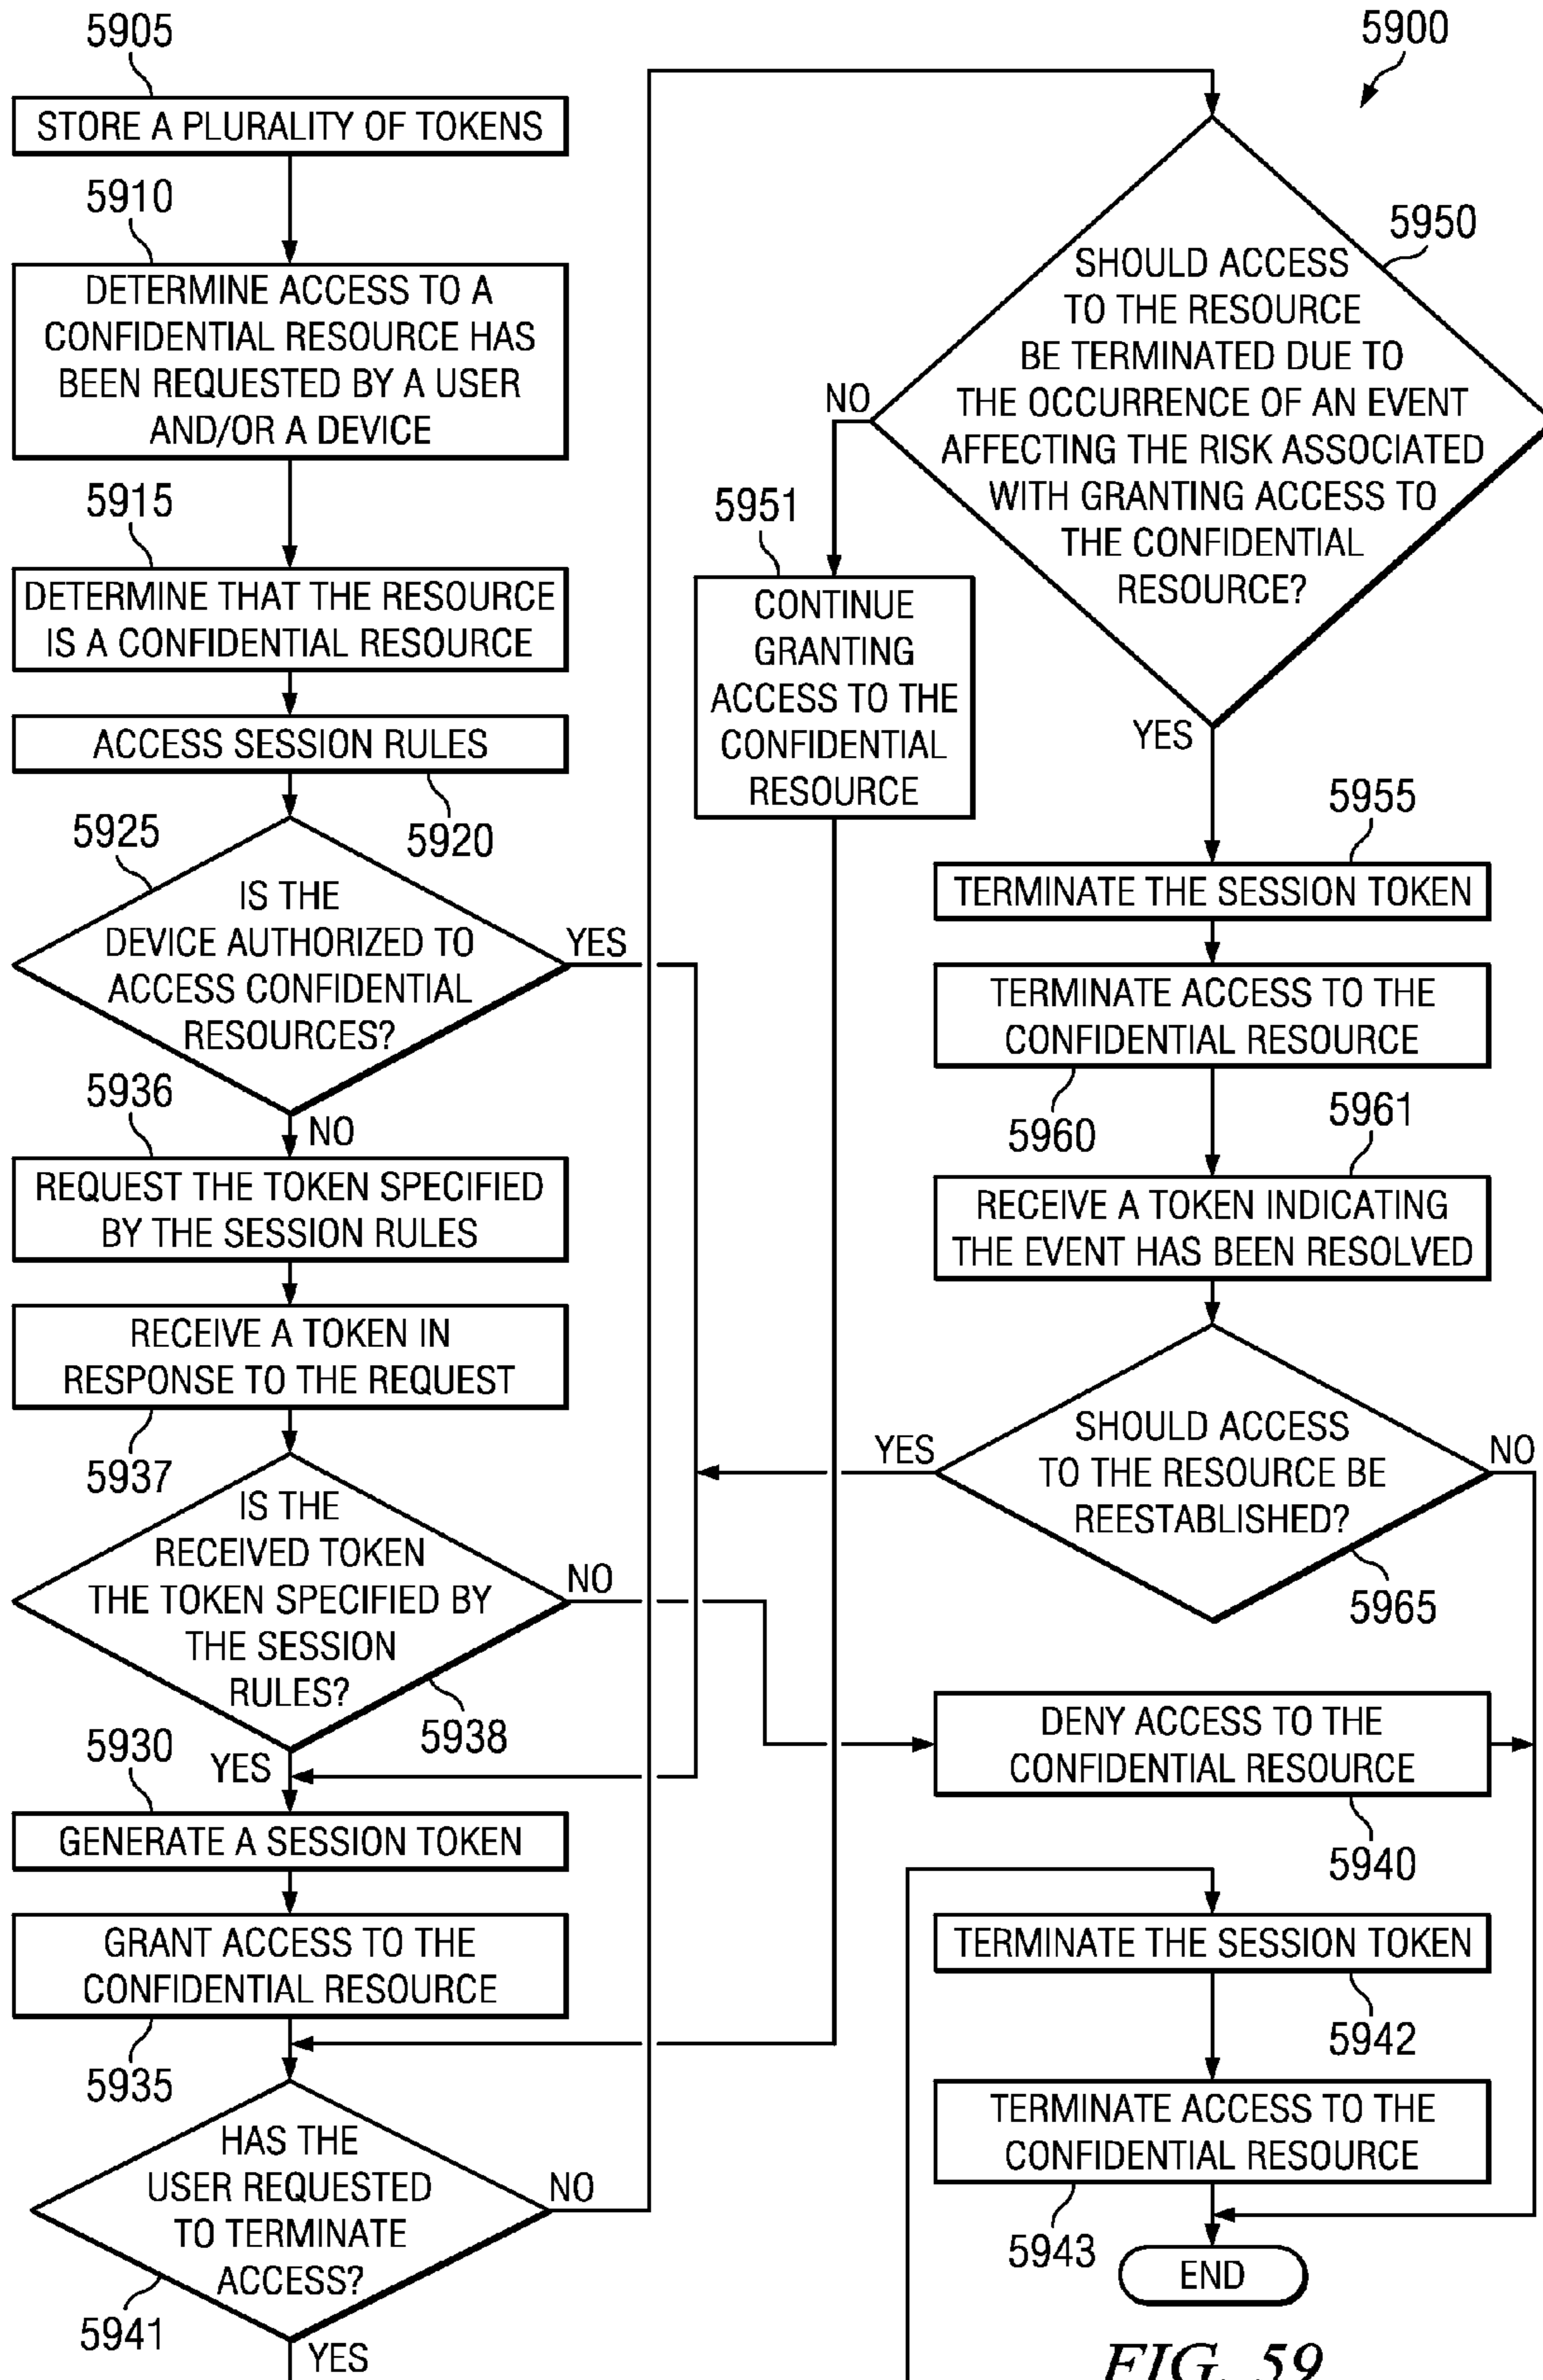 5900
5905
STORE A PLURALITY OF TOKENS
5910
DETERMINE ACCESS TO A
CONFIDENTIAL RESOURCE HAS
BEEN REQUESTED BY A USER
AND/OR A DEVICE
5915
DETERMINE THAT THE RESOURCE
IS A CONFIDENTIAL RESOURCE
ACCESS SESSION RULES
5920
5925
IS THE
DEVICE AUTHORIZED TO
ACCESS CONFIDENTIAL
RESOURCES?
YES
NO
5936
REQUEST THE TOKEN SPECIFIED
BY THE SESSION RULES
RECEIVE A TOKEN IN
RESPONSE TO THE REQUEST
5937
IS THE
RECEIVED TOKEN
THE TOKEN SPECIFIED BY
THE SESSION
RULES?
NO
5938
YES
5930
GENERATE A SESSION TOKEN
GRANT ACCESS TO THE
CONFIDENTIAL RESOURCE
5935
HAS THE
USER REQUESTED
TO TERMINATE
ACCESS?
NO
5941
YES
5950
SHOULD ACCESS
TO THE RESOURCE
BE TERMINATED DUE TO
THE OCCURRENCE OF AN EVENT
AFFECTING THE RISK ASSOCIATED
WITH GRANTING ACCESS TO
THE CONFIDENTIAL
RESOURCE?
NO
5951
CONTINUE
GRANTING
ACCESS TO THE
CONFIDENTIAL
RESOURCE
YES
5955
TERMINATE THE SESSION TOKEN
TERMINATE ACCESS TO THE
CONFIDENTIAL RESOURCE
5960
5961
RECEIVE A TOKEN INDICATING
THE EVENT HAS BEEN RESOLVED
SHOULD ACCESS
TO THE RESOURCE BE
REESTABLISHED?
YES
NO
5965
DENY ACCESS TO THE
CONFIDENTIAL RESOURCE
5940
TERMINATE THE SESSION TOKEN
5942
TERMINATE ACCESS TO THE
CONFIDENTIAL RESOURCE
5943
END
FIG. 59